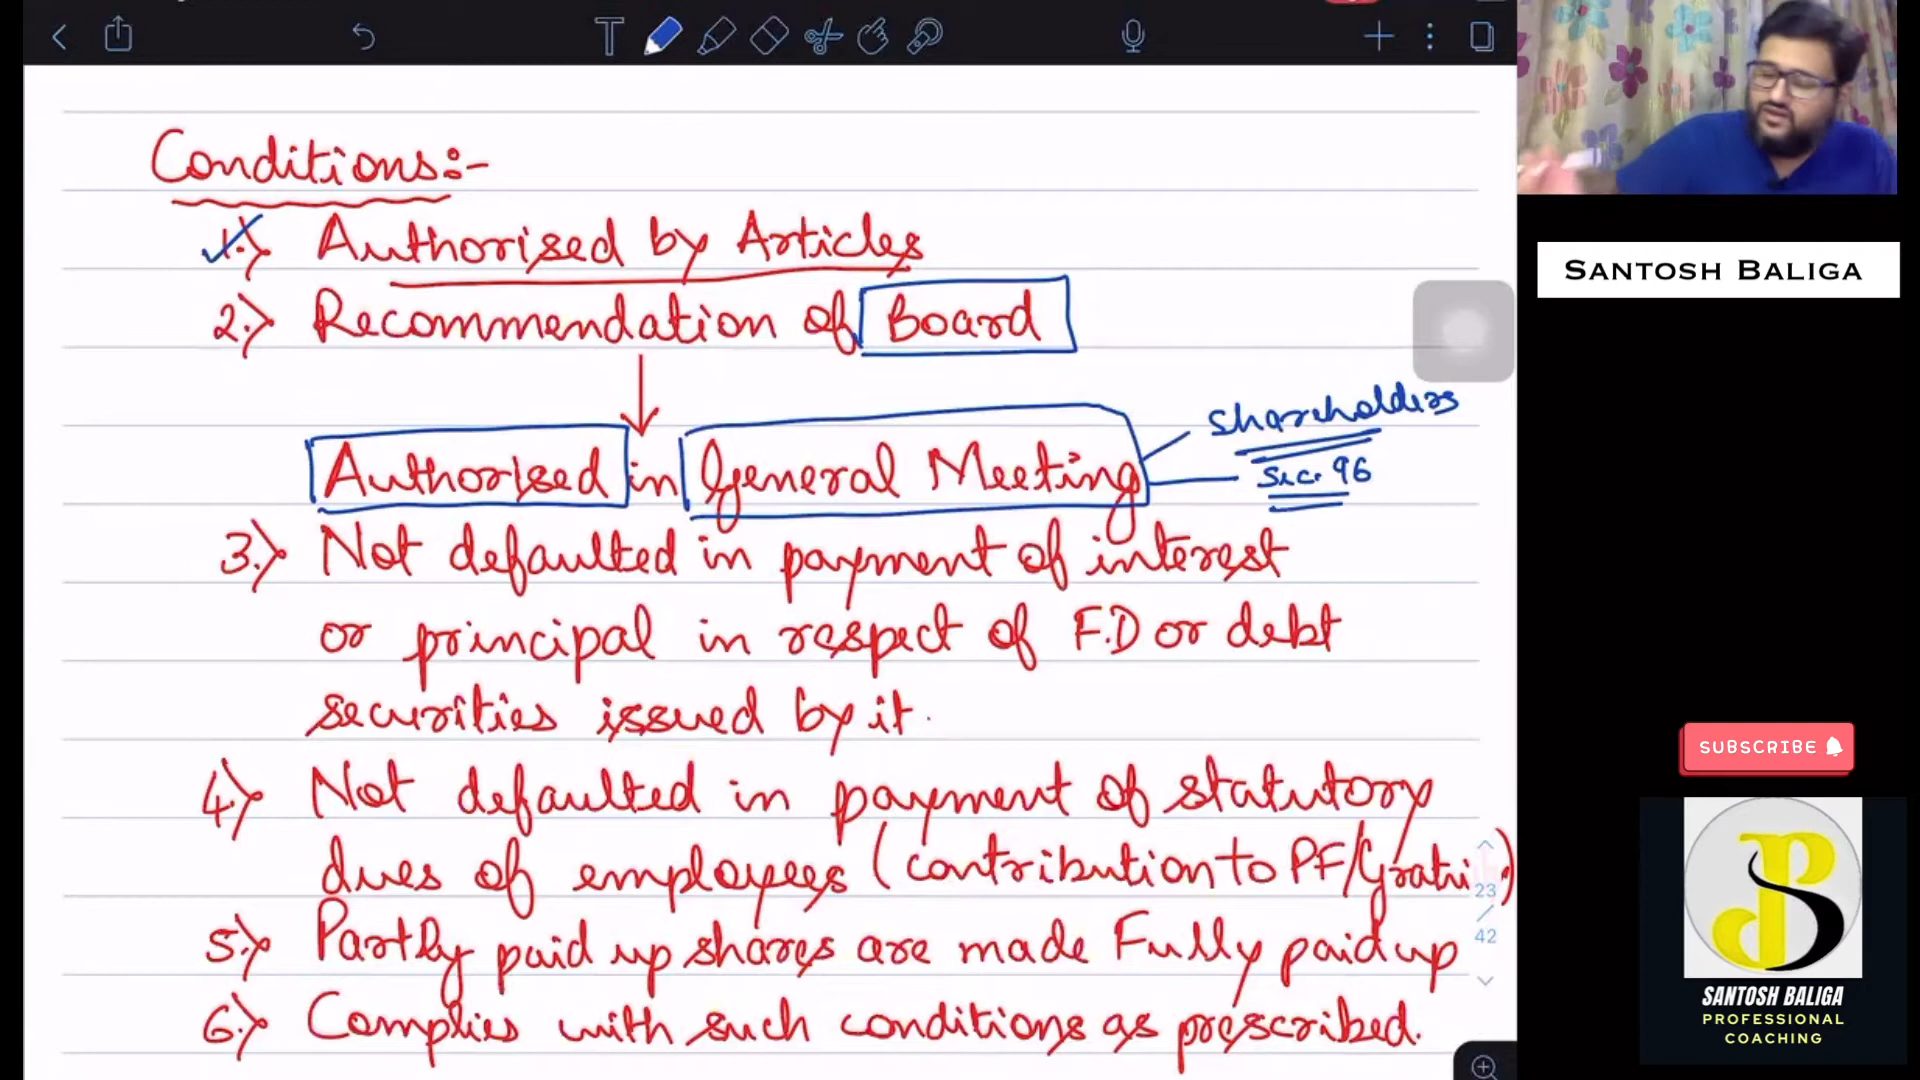 Conditions:-
1.) Authorised by Articles
2.) Recommendation of Board
Authorised in General Meeting
shareholders
Sec. 96
3.) Not defaulted in payment of interest
or principal in respect of F.D or debt
securities issued by it.
4.) Not defaulted in payment of statutory
dues of employees (contribution to PF/
5.) Partly paid up shares are made Fully paid up
6.) Complies with such conditions as prescribed.
23
/
42
SANTOSH BALIGA
SUBSCRIBE
SANTOSH BALIGA
PROFESSIONAL
COACHING